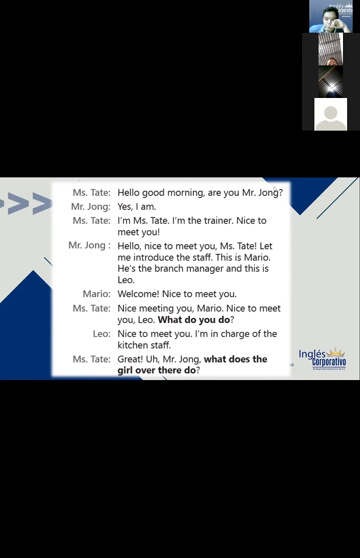 Ms. Tate: Hello good morning, are you Mr. Jong?
Mr. Jong: Yes, I am.
Ms. Tate: I'm Ms. Tate. I'm the trainer. Nice to
meet you!
Mr. Jong : Hello, nice to meet you, Ms. Tate! Let
me introduce the staff. This is Mario.
He's the branch manager and this is
Leo.
Mario: Welcome! Nice to meet you.
Ms. Tate: Nice meeting you, Mario. Nice to meet
you, Leo. What do you do?
Leo: Nice to meet you. I'm in charge of the
kitchen staff.
Ms. Tate: Great! Uh, Mr. Jong, what does the
girl over there do?
Inglés
Corporativo